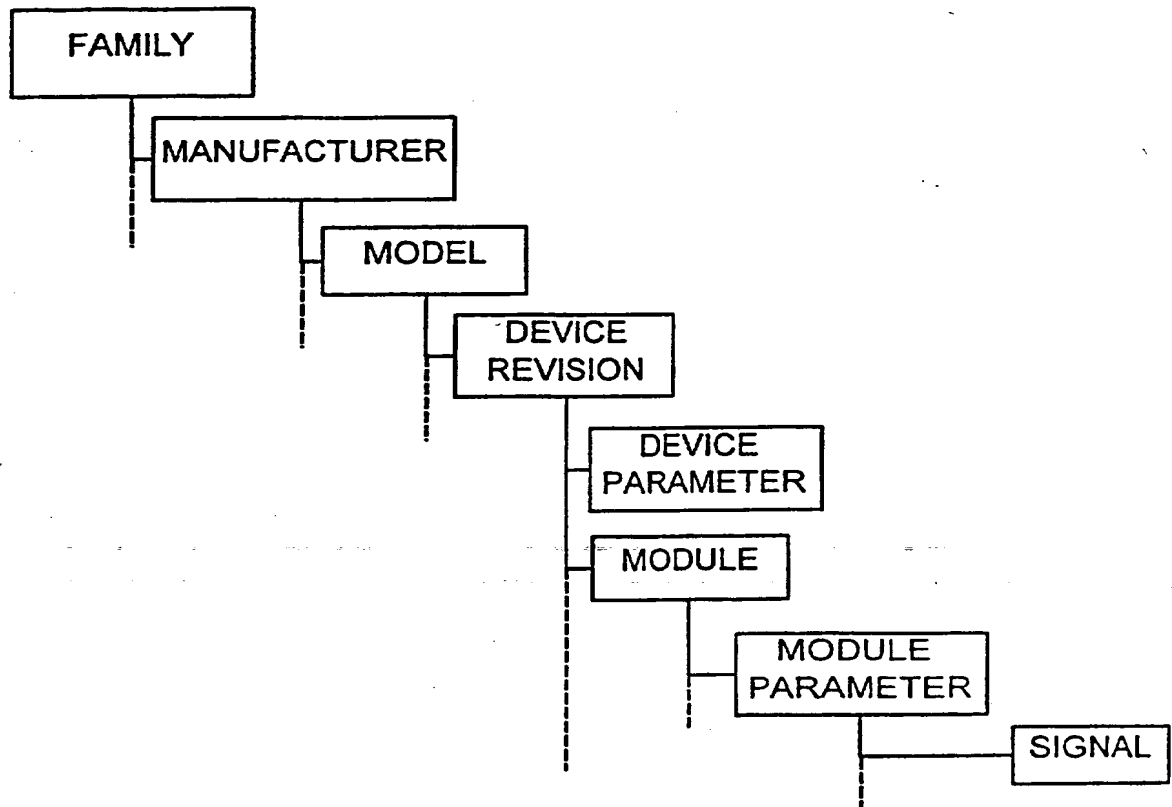 FAMILY
MANUFACTURER
MODEL
DEVICE
REVISION
DEVICE
PARAMETER
MODULE
MODULE
PARAMETER
SIGNAL